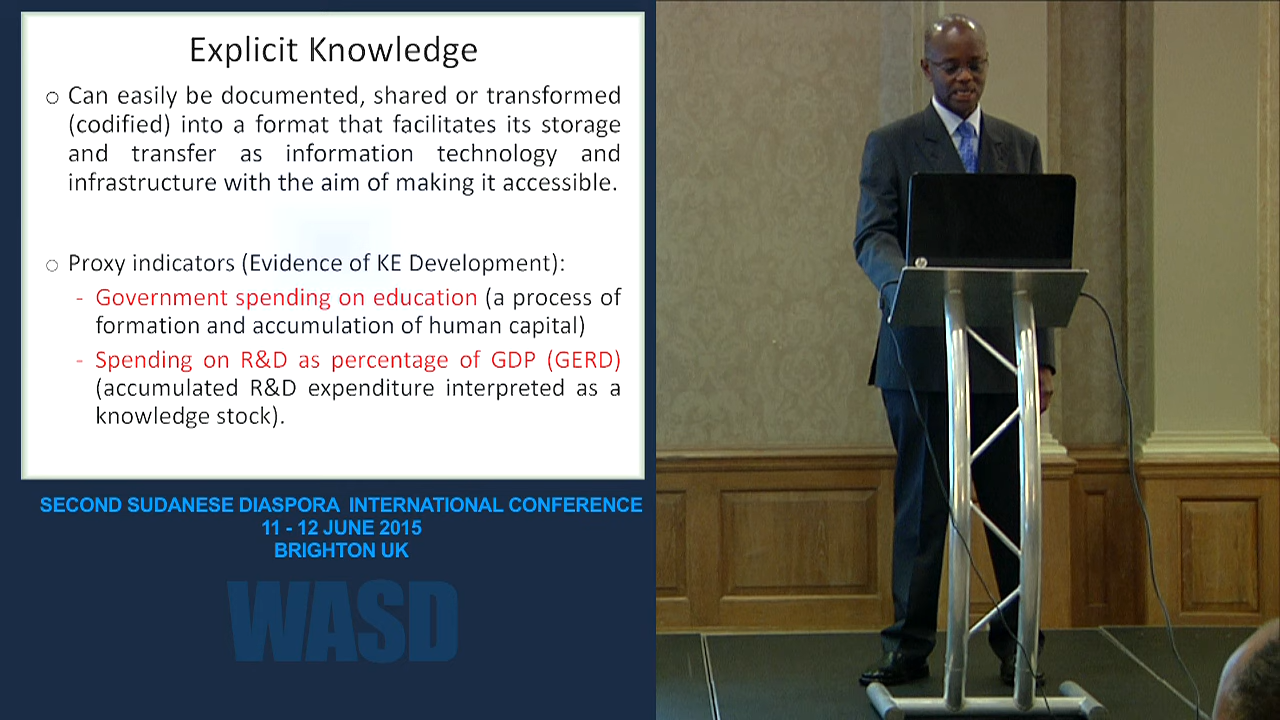 Explicit Knowledge
○ Can easily be documented, shared or transformed
(codified) into a format that facilitates its storage
and transfer as information technology and
infrastructure with the aim of making it accessible.
○ Proxy indicators (Evidence of KE Development):
- Government spending on education (a process of
formation and accumulation of human capital)
- Spending on R&D as percentage of GDP (GERD)
(accumulated R&D expenditure interpreted as a
knowledge stock).
SECOND SUDANESE DIASPORA INTERNATIONAL CONFERENCE
11 - 12 JUNE 2015
BRIGHTON UK
WASD
hp